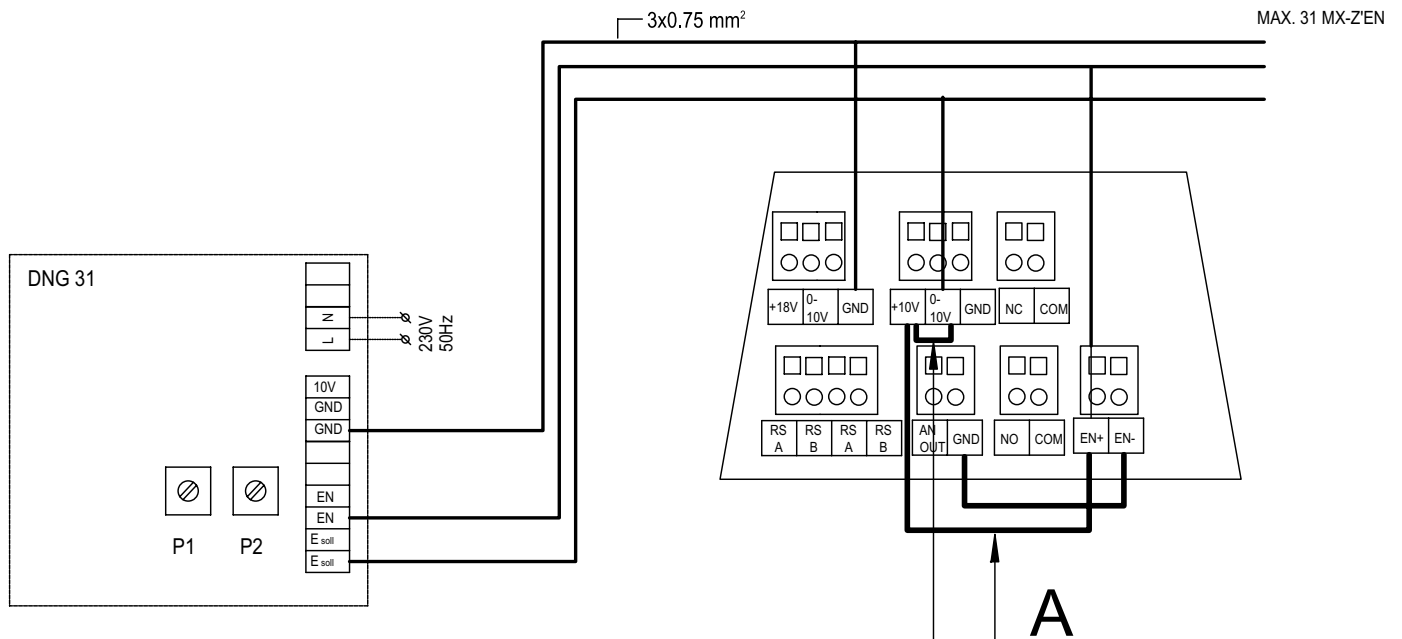 3x0.75 mm²
MAX. 31 MX-Z'EN
DNG 31
N
L
230V
50Hz
10V
GND
GND
EN
EN
E soll
E soll
P1 P2
+18V 0-10V GND
+10V 0-10V GND
NC COM
RS A RS B RS A RS B
AN OUT GND
NO COM
EN+ EN-
A